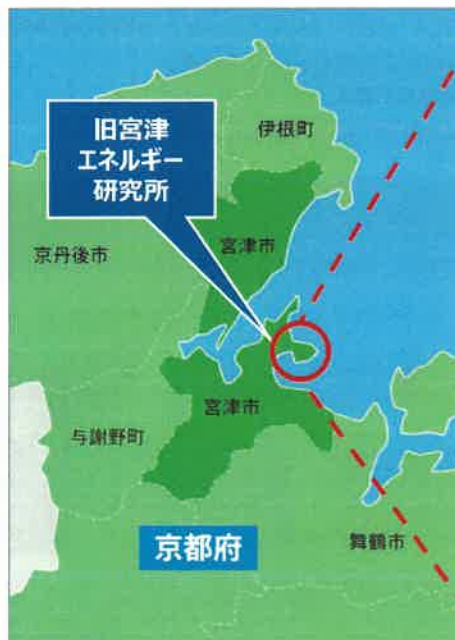 旧宮津
エネルギー
研究所
伊根町
宮津市
京丹後市
宮津市
与謝野町
京都府
舞鶴市